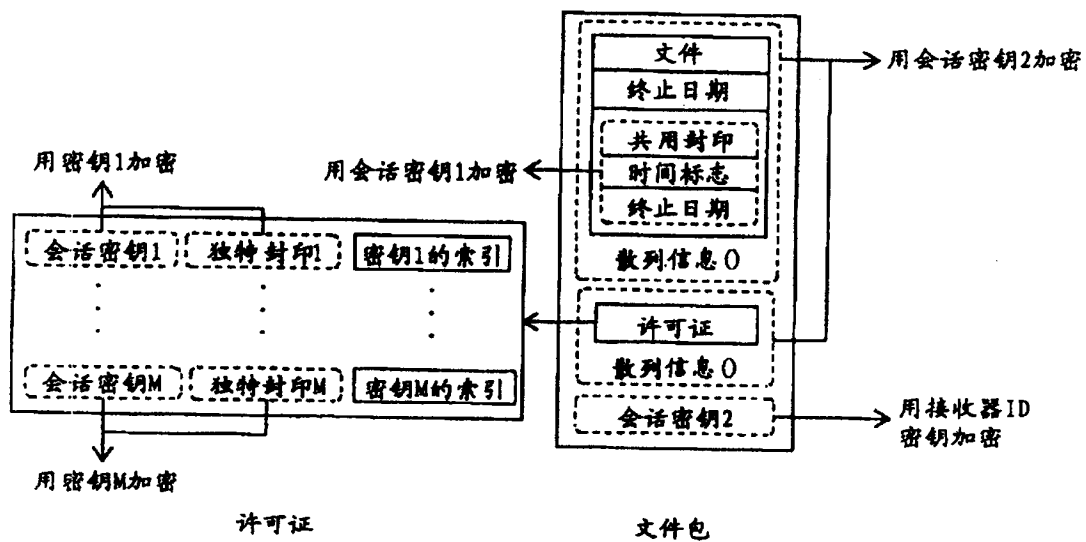 文件
用会话密钥2加密
终止日期
共用封印
用密钥1加密
用会话密钥1加密
时间标志
终止日期
会话密钥1 独特封印1 密钥1的索引
散列信息()
许可证
会话密钥M 独特封印M 密钥M的索引
散列信息()
会话密钥2
用接收器ID
密钥加密
用密钥M加密
许可证
文件包